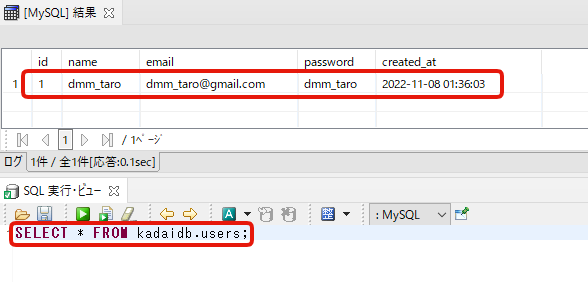 [MySQL] 結果
id name email password created_at
1 1 dmm_taro dmm_taro@gmail.com dmm_taro 2022-11-08 01:36:03
1 / 1ﾍﾟｰｼﾞ
ログ 1件 / 全1件[応答:0.1sec]
SQL 実行・ビュー
A 整 : MySQL
1 SELECT * FROM kadaidb.users;